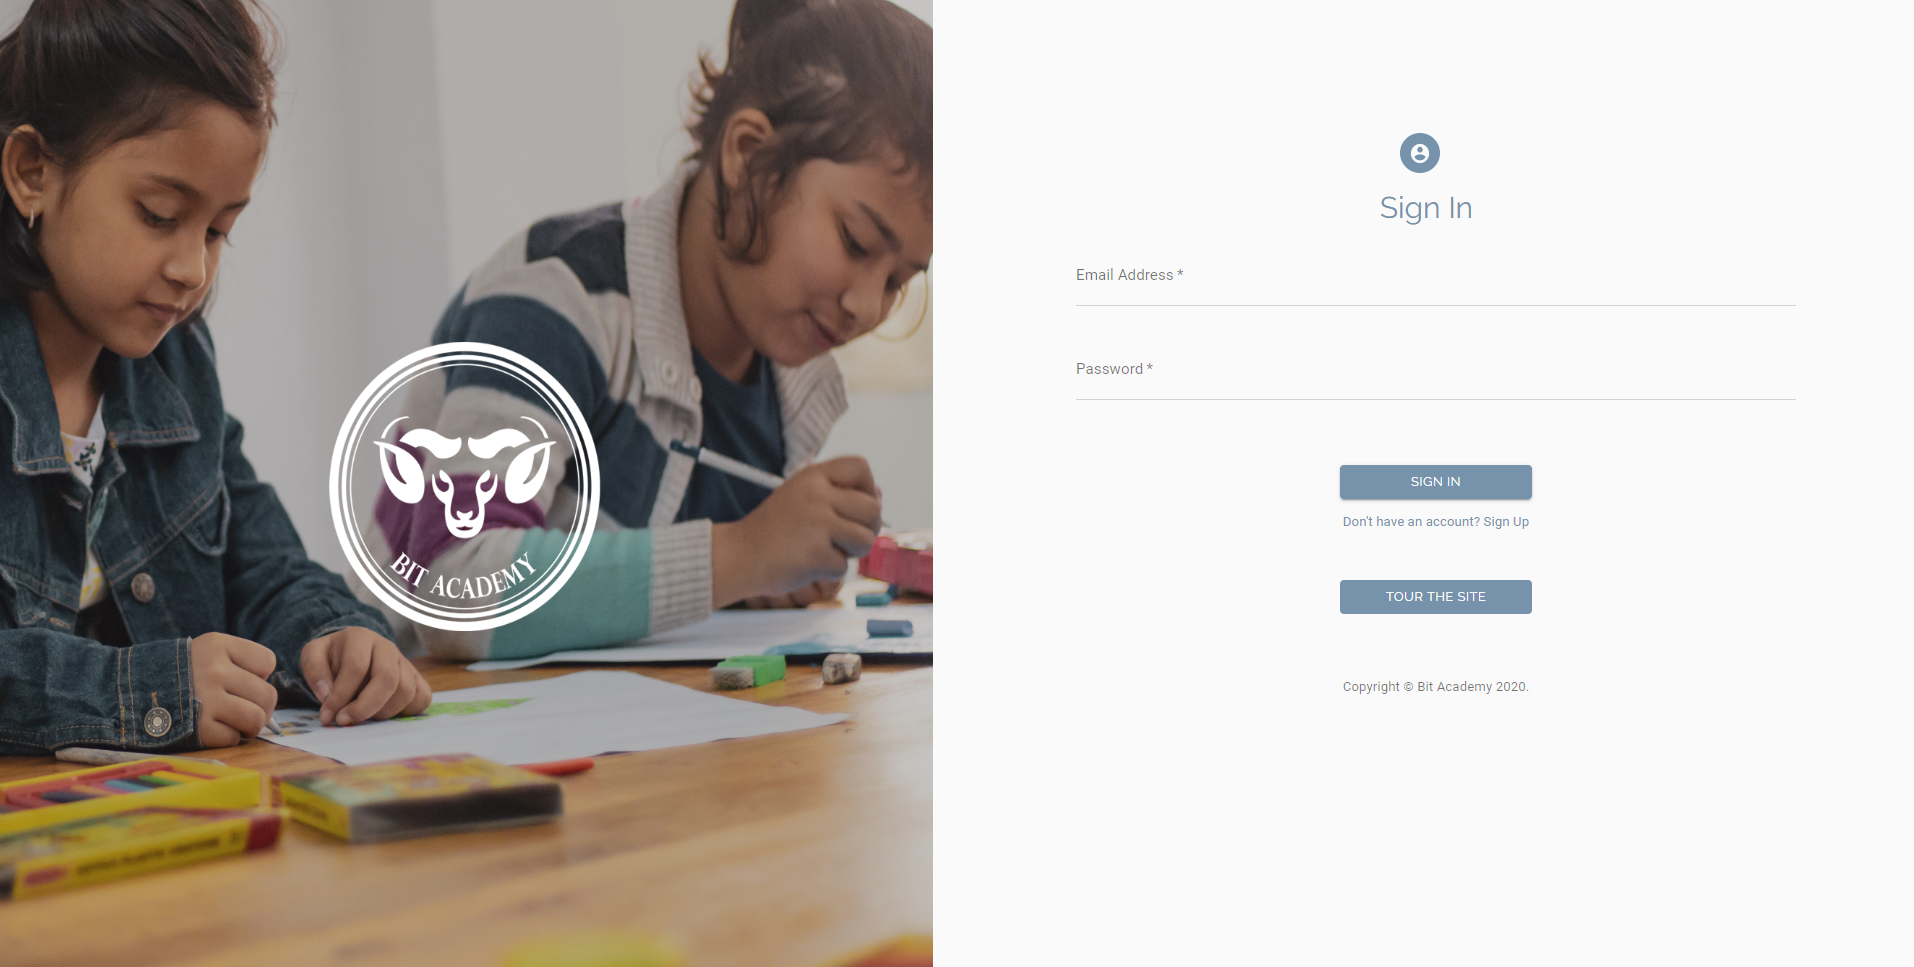 BIT ACADEMY
Sign In
Email Address *
Password *
SIGN IN
Don't have an account? Sign Up
TOUR THE SITE
Copyright © Bit Academy 2020.